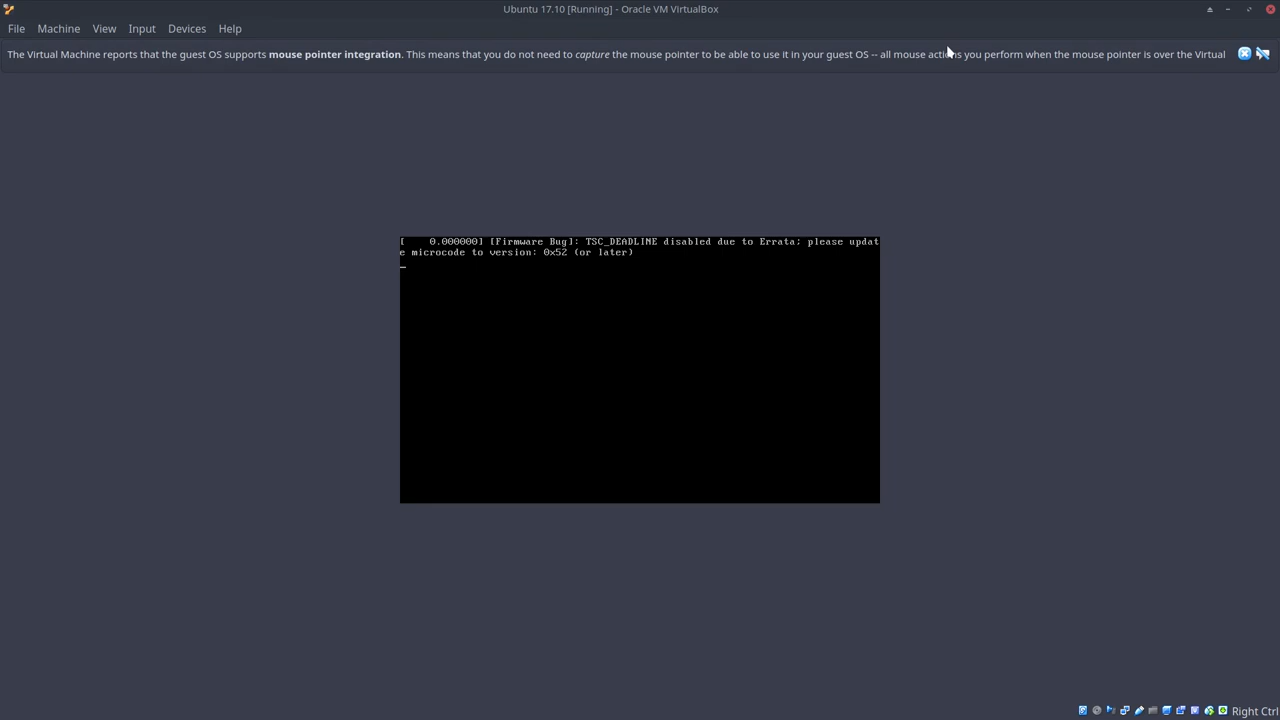 Ubuntu 17.10 [Running] - Oracle VM VirtualBox
File Machine View Input Devices Help
The Virtual Machine reports that the guest OS supports mouse pointer integration. This means that you do not need to capture the mouse pointer to be able to use it in your guest OS -- all mouse actions you perform when the mouse pointer is over the Virtual
[    0.000000] [Firmware Bug]: TSC_DEADLINE disabled due to Errata; please updat
e microcode to version: 0x52 (or later)
_
Right Ctrl